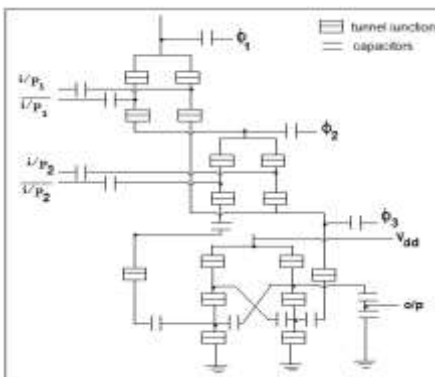 tunnel junction
capacitors
ϕ1
i/p1
i/p1
ϕ2
i/p2
i/p2
ϕ3
Vdd
o/p